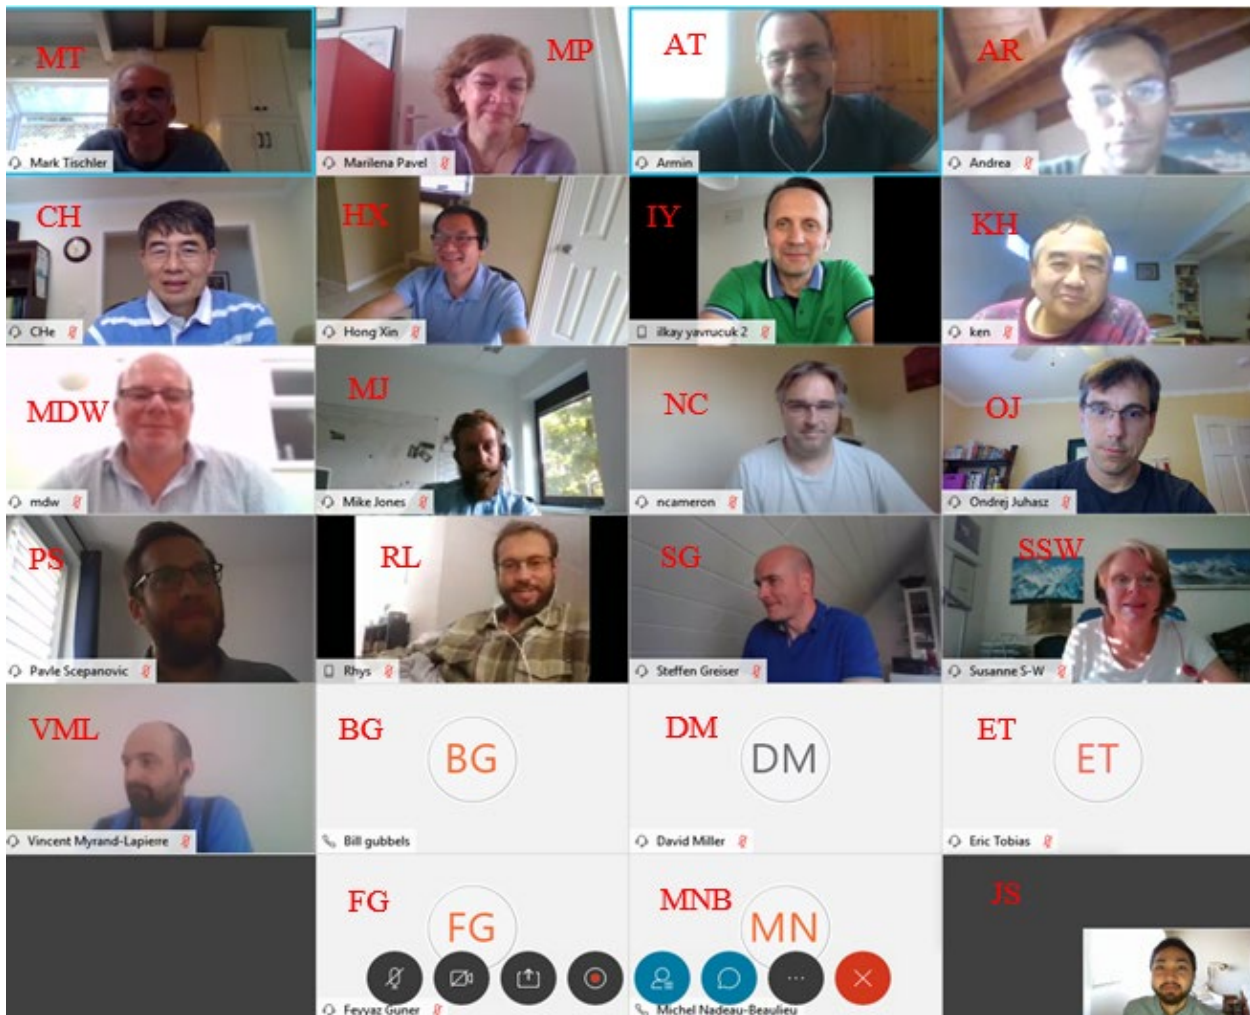 MT
Mark Tischler
MP
Marilena Pavel
AT
Armin
AR
Andrea
CH
CHe
HX
Hong Xin
IY
ilkay yavrucuk 2
KH
ken
MDW
mdw
MJ
Mike Jones
NC
ncameron
OJ
Ondrej Juhasz
PS
Pavle Scepanovic
RL
Rhys
SG
Steffen Greiser
SSW
Susanne S-W
VML
Vincent Myrand-Lapierre
BG
BG
Bill gubbels
DM
DM
David Miller
ET
ET
Eric Tobias
FG
FG
Feyyaz Guner
MNB
MN
Michel Nadeau-Beaulieu
JS